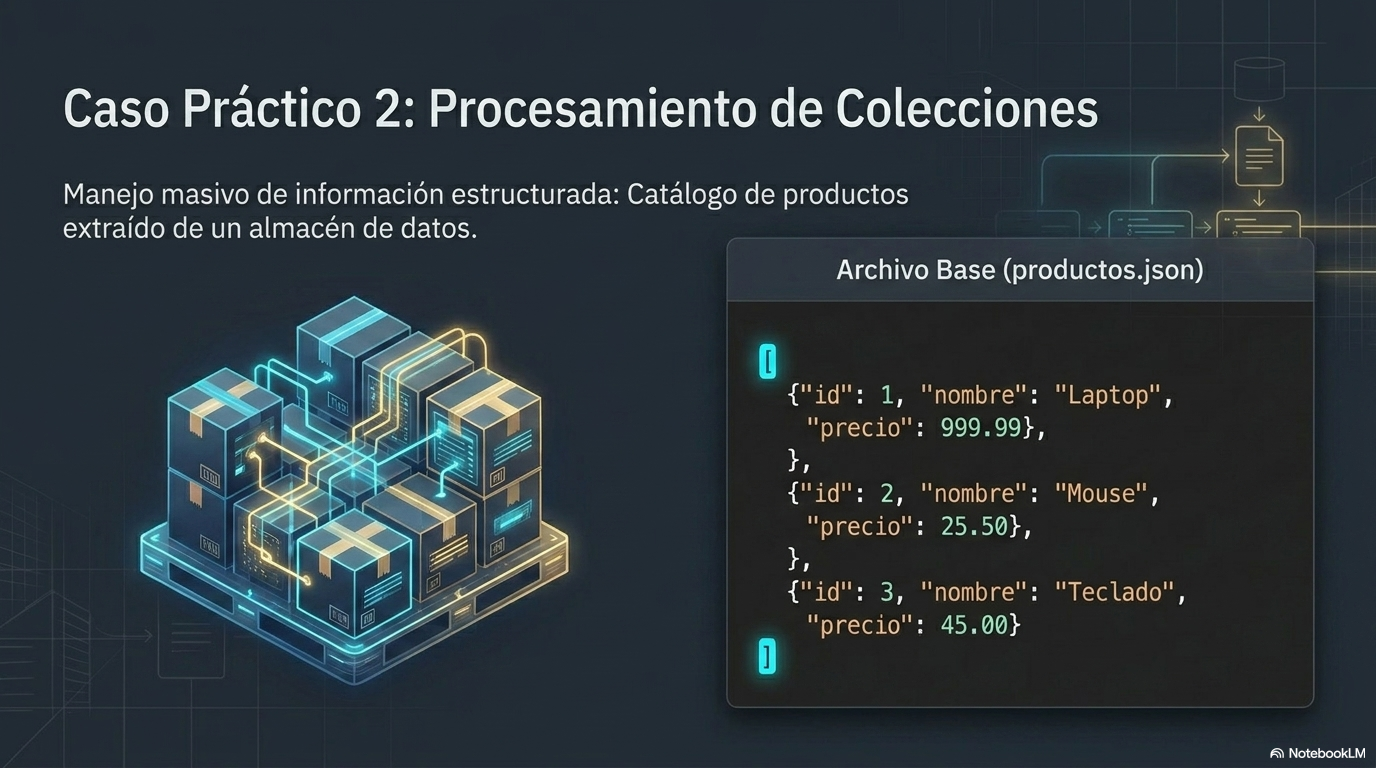 Caso Práctico 2: Procesamiento de Colecciones
Manejo masivo de información estructurada: Catálogo de productos
extraído de un almacén de datos.
Archivo Base (productos.json)
[
{"id": 1, "nombre": "Laptop",
"precio": 999.99},
},
{"id": 2, "nombre": "Mouse",
"precio": 25.50},
},
{"id": 3, "nombre": "Teclado",
"precio": 45.00}
]
NotebookLM